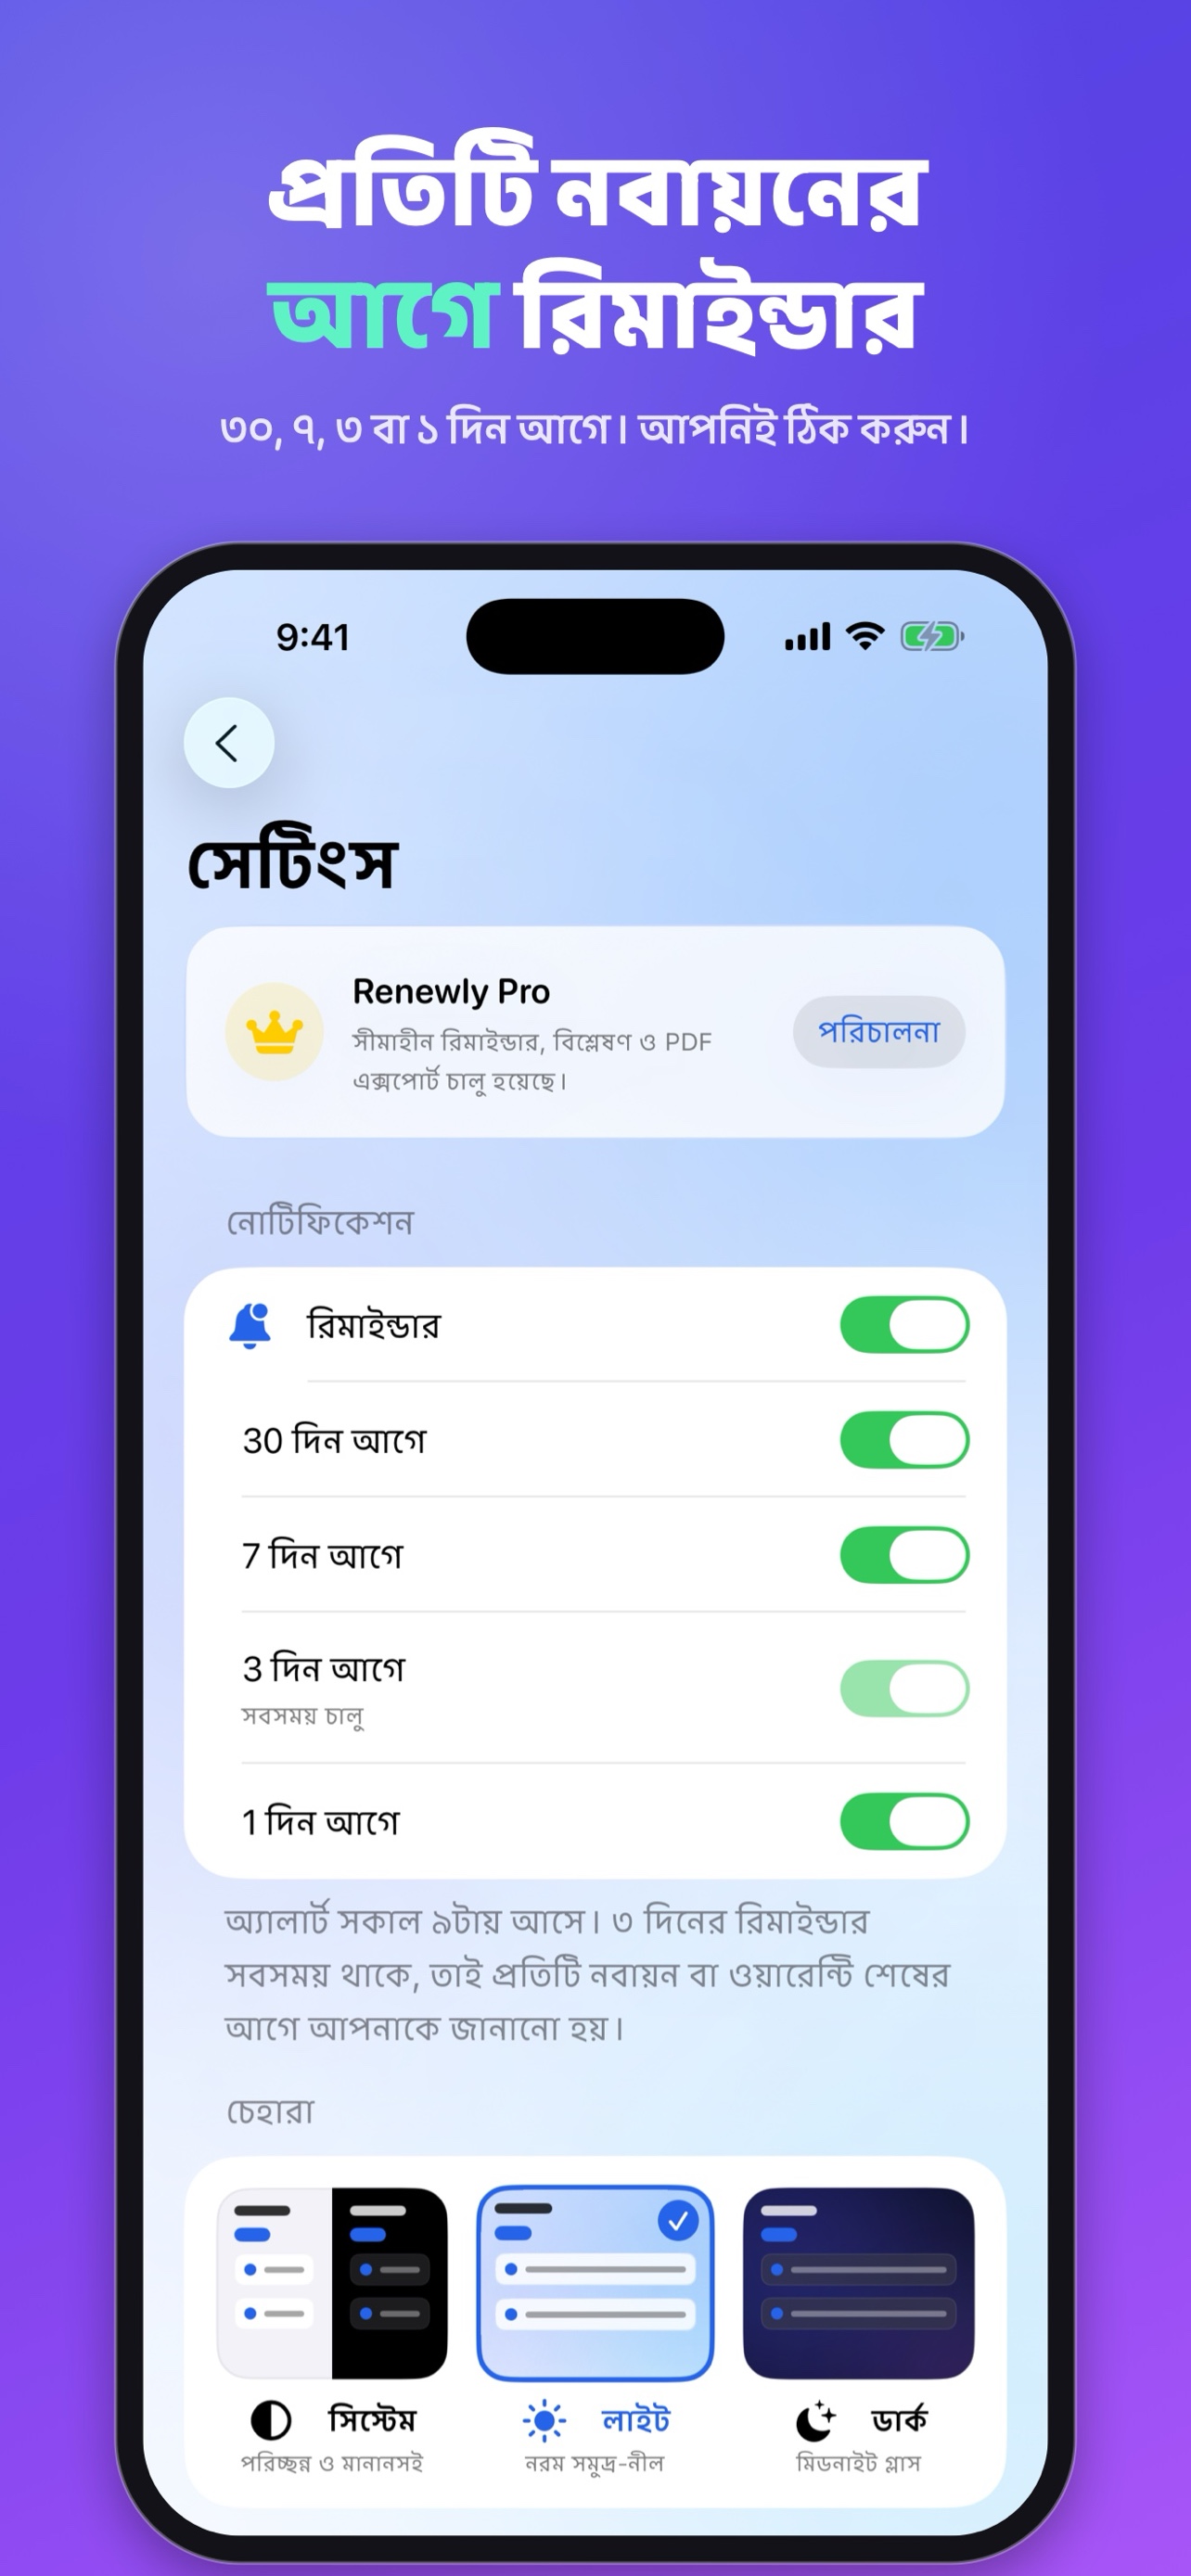 প্রতিটি নবায়নের
আগে রিমাইন্ডার
৩০, ৭, ৩ বা ১ দিন আগে। আপনিই ঠিক করুন।
9:41
সেটিংস
Renewly Pro
সীমাহীন রিমাইন্ডার, বিশ্লেষণ ও PDF
এক্সপোর্ট চালু হয়েছে।
পরিচালনা
নোটিফিকেশন
রিমাইন্ডার
30 দিন আগে
7 দিন আগে
3 দিন আগে
সবসময় চালু
1 দিন আগে
অ্যালার্ট সকাল ৯টায় আসে। ৩ দিনের রিমাইন্ডার
সবসময় থাকে, তাই প্রতিটি নবায়ন বা ওয়ারেন্টি শেষের
আগে আপনাকে জানানো হয়।
চেহারা
সিস্টেম
পরিচ্ছন্ন ও মানানসই
লাইট
নরম সমুদ্র-নীল
ডার্ক
মিডনাইট গ্লাস